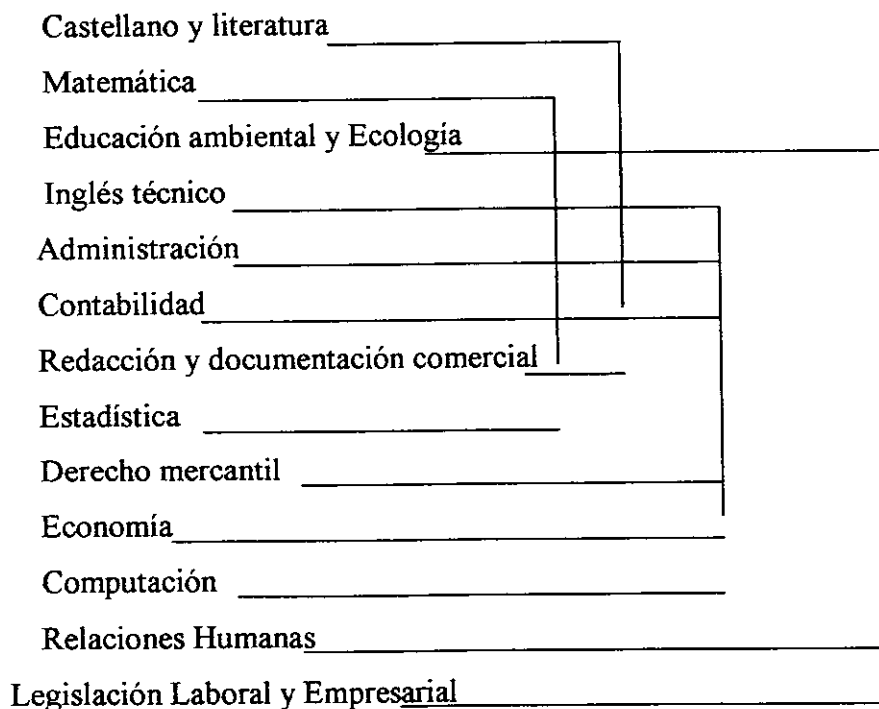 Castellano y literatura
Matemática
Educación ambiental y Ecología
Inglés técnico
Administración
Contabilidad
Redacción y documentación comercial
Estadística
Derecho mercantil
Economía
Computación
Relaciones Humanas
Legislación Laboral y Empresarial